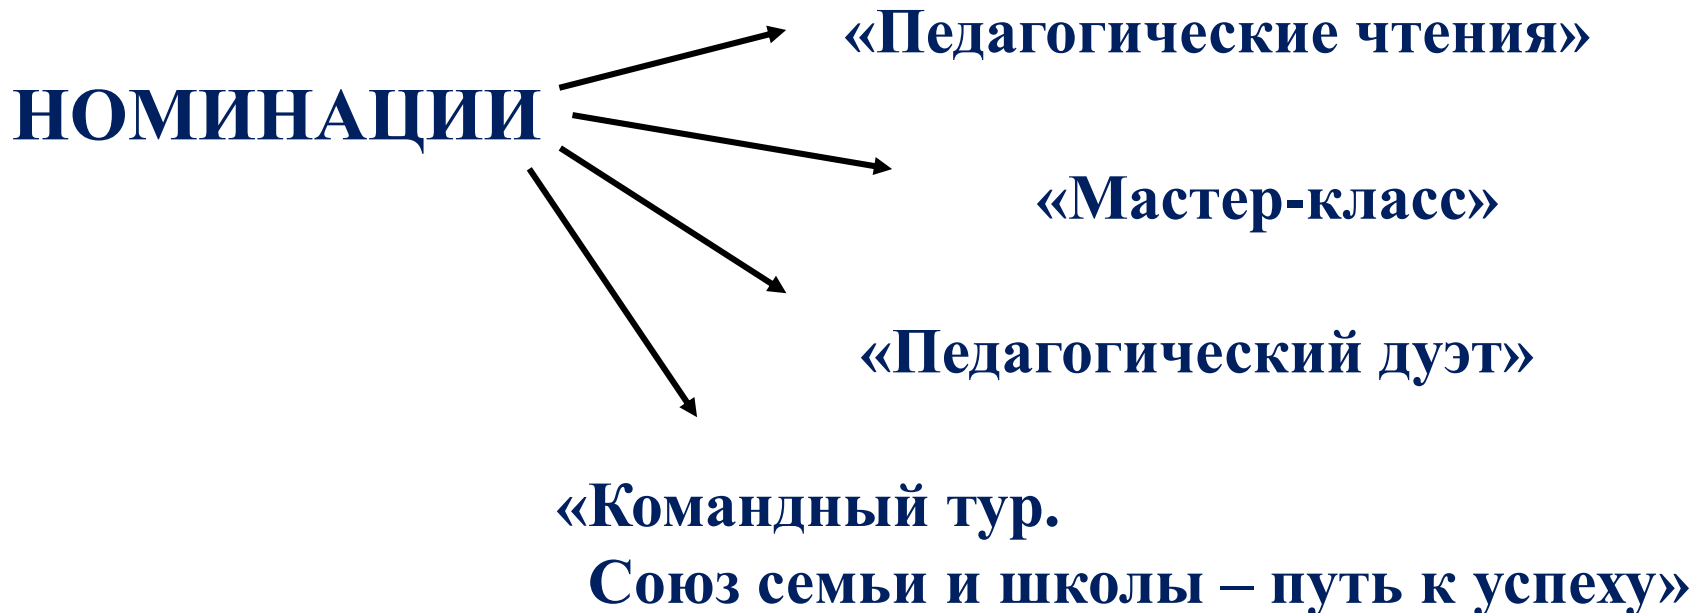 «Педагогические чтения»
НОМИНАЦИИ
«Мастер-класс»
«Педагогический дуэт»
«Командный тур.
Союз семьи и школы – путь к успеху»